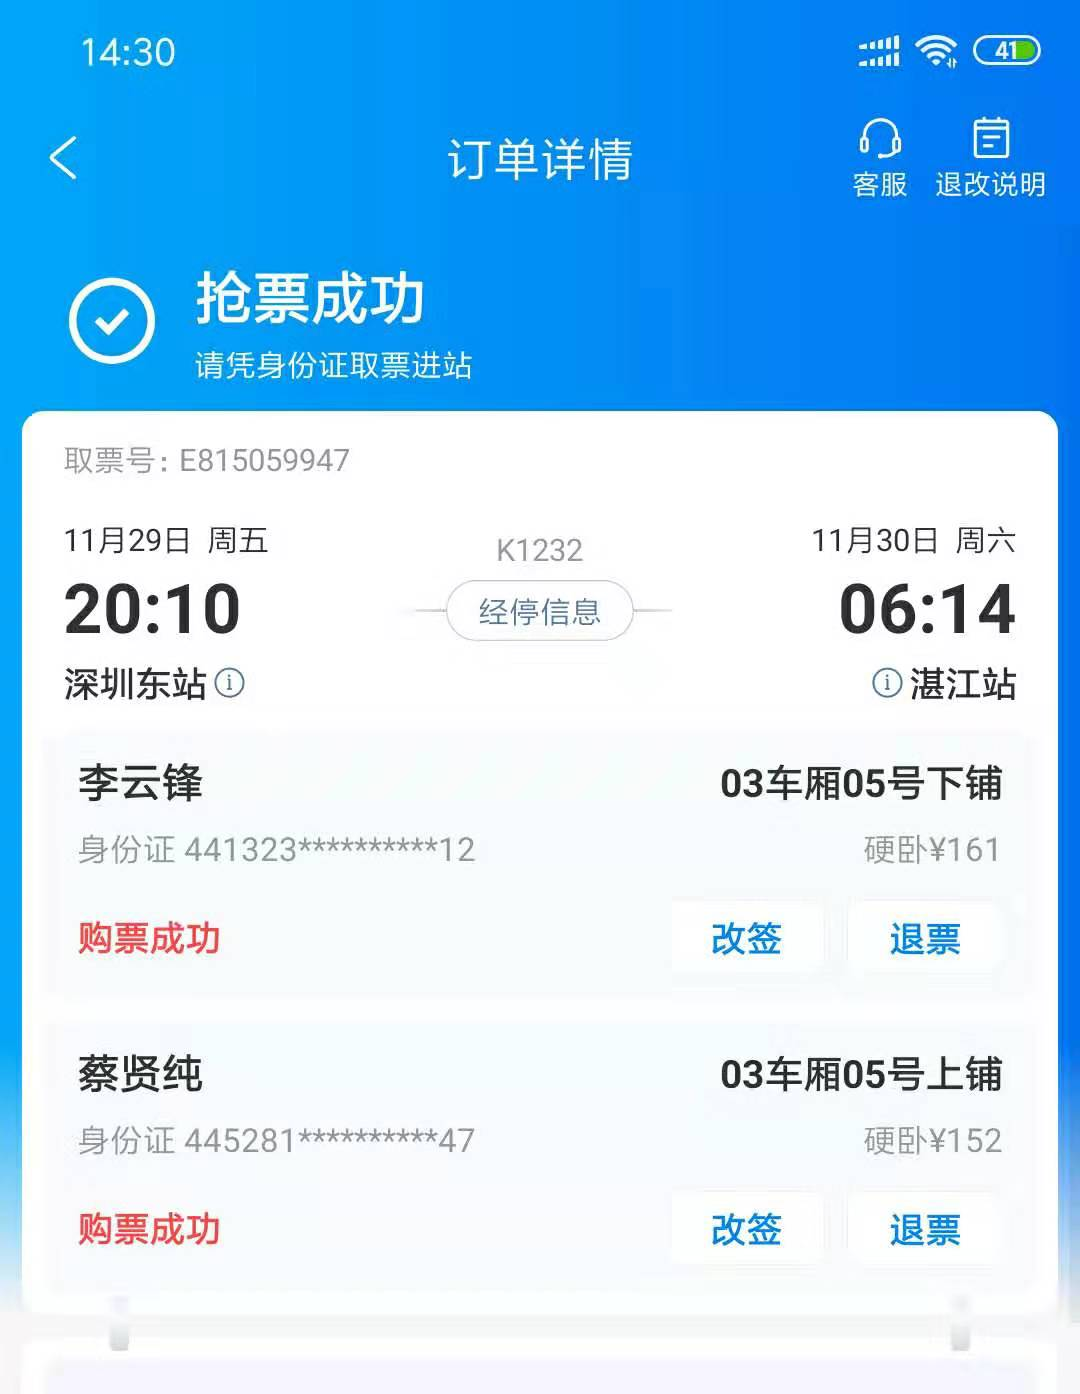 14:30
41
订单详情
客服
退改说明
抢票成功
请凭身份证取票进站
取票号: E815059947
11月29日 周五
K1232
11月30日 周六
20:10
经停信息
06:14
深圳东站
湛江站
李云锋
03车厢05号下铺
身份证 441323**********12
硬卧¥161
购票成功
改签
退票
蔡贤纯
03车厢05号上铺
身份证 445281**********47
硬卧¥152
购票成功
改签
退票